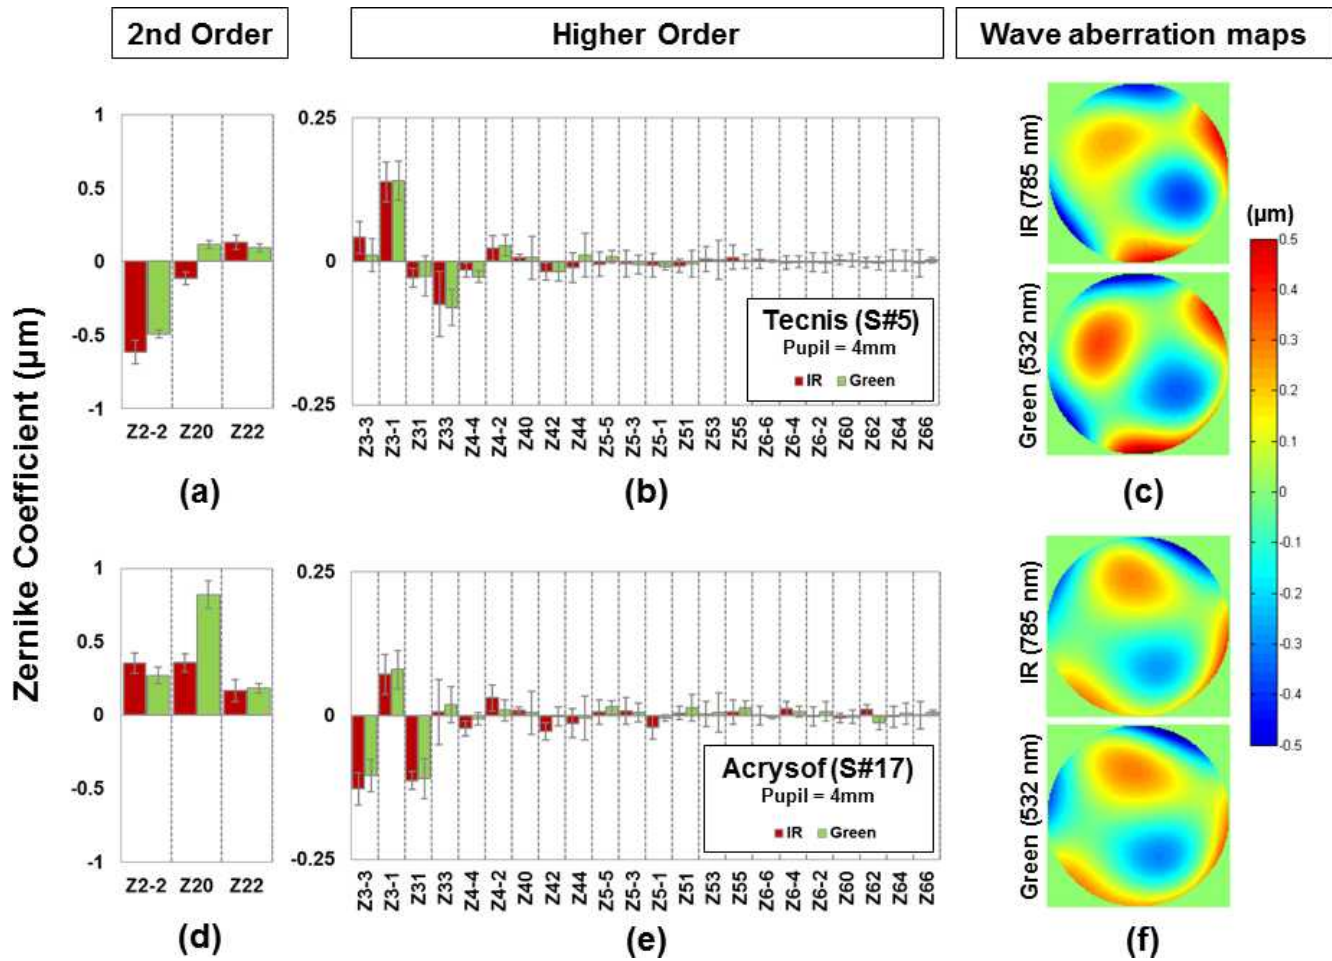 2nd Order
Higher Order
Wave aberration maps
Zernike Coefficient (µm)
1
0.5
0
-0.5
-1
Z2-2 Z20 Z22
(a)
0.25
0
-0.25
Tecnis (S#5)
Pupil = 4mm
IR Green
Z3-3 Z3-1 Z31 Z33 Z4-4 Z4-2 Z40 Z42 Z44 Z5-5 Z5-3 Z5-1 Z51 Z53 Z55 Z6-6 Z6-4 Z6-2 Z60 Z62 Z64 Z66
(b)
IR (785 nm)
Green (532 nm)
(c)
(µm)
0.5
0.4
0.3
0.2
0.1
0
-0.1
-0.2
-0.3
-0.4
-0.5
1
0.5
0
-0.5
-1
Z2-2 Z20 Z22
(d)
0.25
0
-0.25
Acrysof (S#17)
Pupil = 4mm
IR Green
Z3-3 Z3-1 Z31 Z33 Z4-4 Z4-2 Z40 Z42 Z44 Z5-5 Z5-3 Z5-1 Z51 Z53 Z55 Z6-6 Z6-4 Z6-2 Z60 Z62 Z64 Z66
(e)
IR (785 nm)
Green (532 nm)
(f)